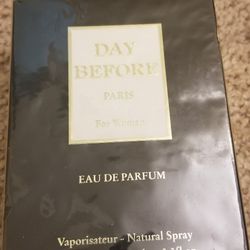 DAY
BEFORE
PARIS
For Woman
EAU DE PARFUM
Vaporisateur - Natural Spray